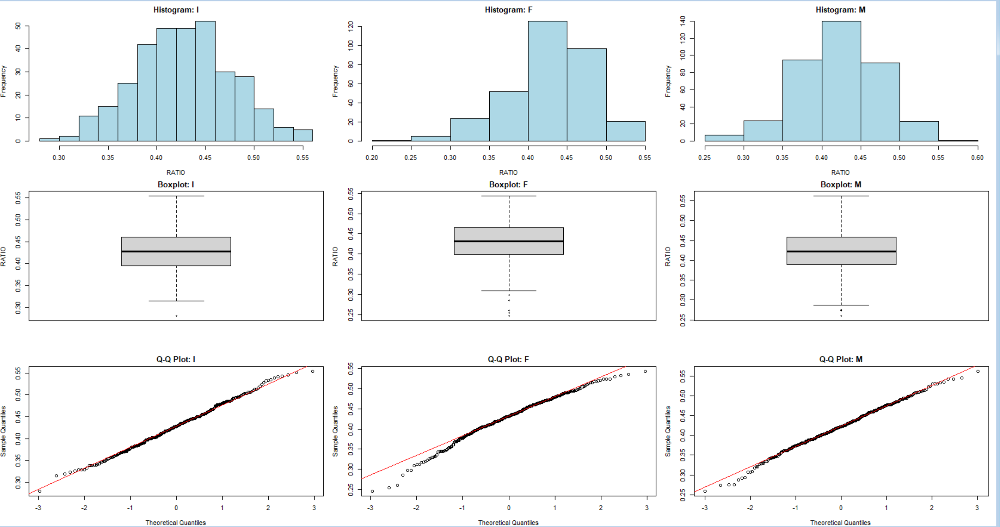 Histogram: I
Histogram: F
Histogram: M
Frequency
0 10 20 30 40 50
Frequency
0 20 40 60 80 100 120
Frequency
0 20 40 60 80 100 120 140
0.30 0.35 0.40 0.45 0.50 0.55
0.20 0.25 0.30 0.35 0.40 0.45 0.50 0.55
0.25 0.30 0.35 0.40 0.45 0.50 0.55 0.60
RATIO
RATIO
RATIO
Boxplot: I
Boxplot: F
Boxplot: M
RATIO
0.30 0.35 0.40 0.45 0.50 0.55
RATIO
0.25 0.30 0.35 0.40 0.45 0.50 0.55
RATIO
0.25 0.30 0.35 0.40 0.45 0.50 0.55
Q-Q Plot: I
Q-Q Plot: F
Q-Q Plot: M
Sample Quantiles
0.30 0.35 0.40 0.45 0.50 0.55
Sample Quantiles
0.25 0.30 0.35 0.40 0.45 0.50 0.55
Sample Quantiles
0.25 0.30 0.35 0.40 0.45 0.50 0.55
-3 -2 -1 0 1 2 3
-3 -2 -1 0 1 2 3
-3 -2 -1 0 1 2 3
Theoretical Quantiles
Theoretical Quantiles
Theoretical Quantiles